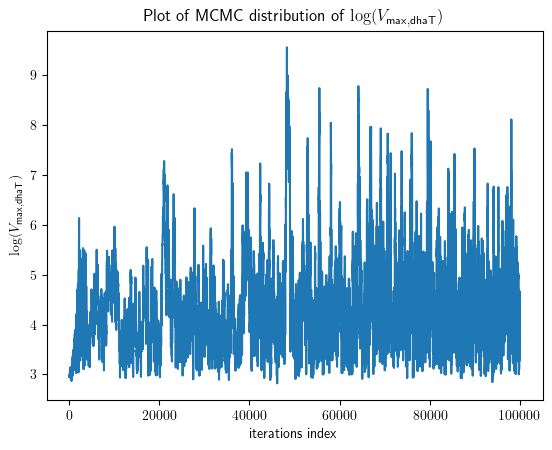 Plot of MCMC distribution of log(V_max,dhaT)
9
8
7
6
5
4
3
log(V_max,dhaT)
0 20000 40000 60000 80000 100000
iterations index